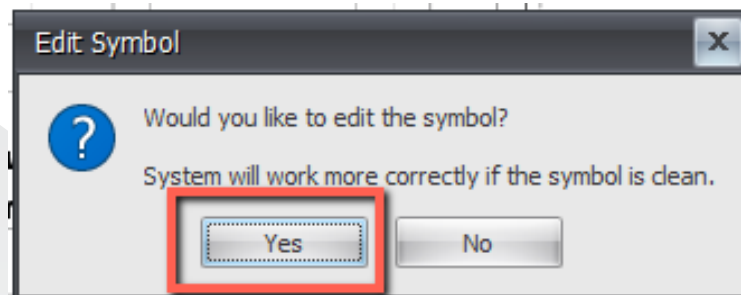 Edit Symbol
Would you like to edit the symbol?
System will work more correctly if the symbol is clean.
Yes No